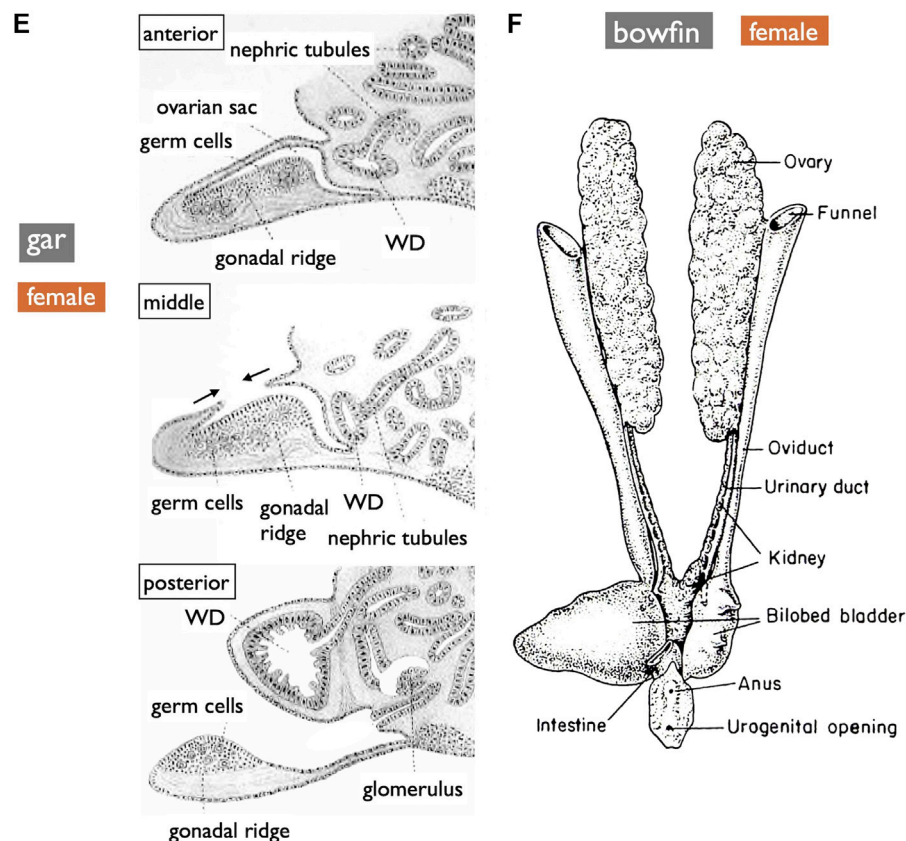 E
anterior
nephric tubules
ovarian sac
germ cells
WD
gonadal ridge
gar
female
middle
germ cells
gonadal
ridge
WD
nephric tubules
posterior
WD
germ cells
glomerulus
gonadal ridge
F
bowfin
female
Ovary
Funnel
Oviduct
Urinary duct
Kidney
Bilobed bladder
Anus
Intestine
Urogenital opening